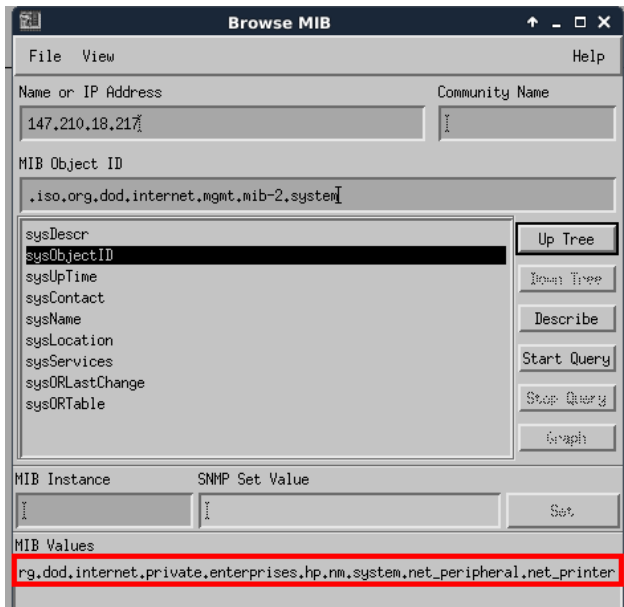 Browse MIB
File View Help
Name or IP Address Community Name
147.210.18.217
MIB Object ID
.iso.org.dod.internet.mgmt.mib-2.system
sysDescr
Up Tree
sysObjectID
sysUpTime
Down Tree
sysContact
sysName
Describe
sysLocation
sysServices
Start Query
sysORLastChange
sysORTable
Stop Query
Graph
MIB Instance SNMP Set Value
Set
MIB Values
rg.dod.internet.private.enterprises.hp.nm.system.net_peripheral.net_printer